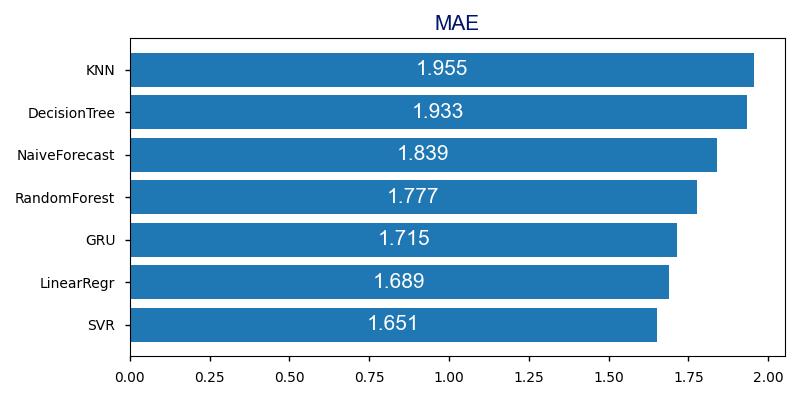 MAE
KNN 1.955
DecisionTree 1.933
NaiveForecast 1.839
RandomForest 1.777
GRU 1.715
LinearRegr 1.689
SVR 1.651
0.00 0.25 0.50 0.75 1.00 1.25 1.50 1.75 2.00